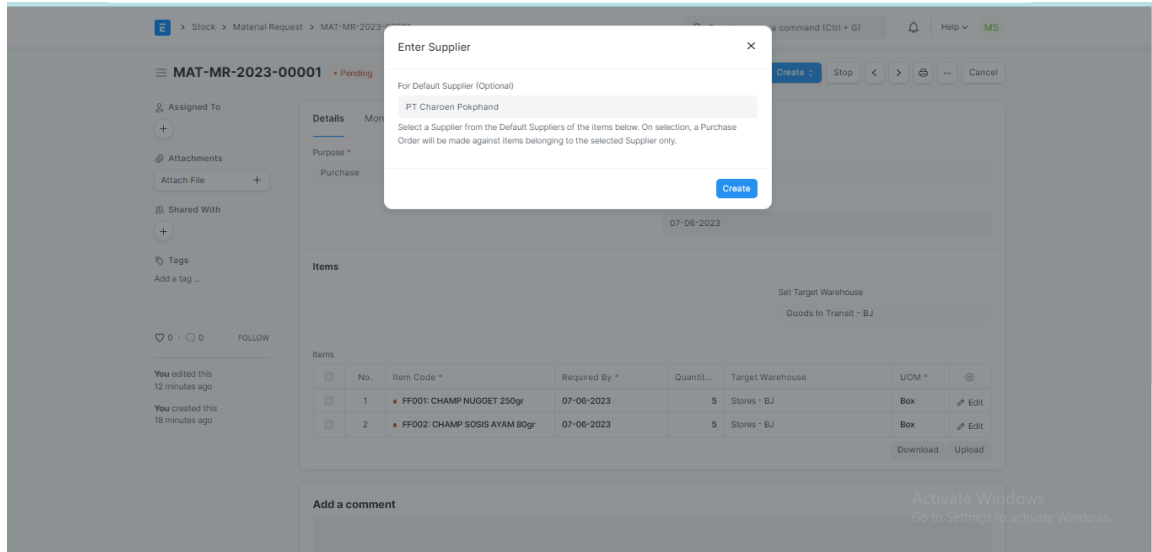 E > Stock > Material Request > MAT-MR-2023-00001
a command (Ctrl + G)
Help
MS
Enter Supplier
For Default Supplier (Optional)
PT Charoen Pokphand
Select a Supplier from the Default Suppliers of the items below. On selection, a Purchase
Order will be made against items belonging to the selected Supplier only.
Create
MAT-MR-2023-00001 • Pending
Create
Stop
Cancel
Assigned To
Attachments
Attach File +
Shared With
Tags
Add a tag ...
0 · 0 FOLLOW
You edited this
12 minutes ago
You created this
18 minutes ago
Details
Purpose *
Purchase
07-06-2023
Items
Set Target Warehouse
Goods In Transit - BJ
Items
No. Item Code * Required By * Quantit... Target Warehouse UOM *
1 FF001: CHAMP NUGGET 250gr 07-06-2023 5 Stores - BJ Box Edit
2 FF002: CHAMP SOSIS AYAM 80gr 07-06-2023 5 Stores - BJ Box Edit
Download Upload
Add a comment
Activate Windows
Go to Settings to activate Windows.